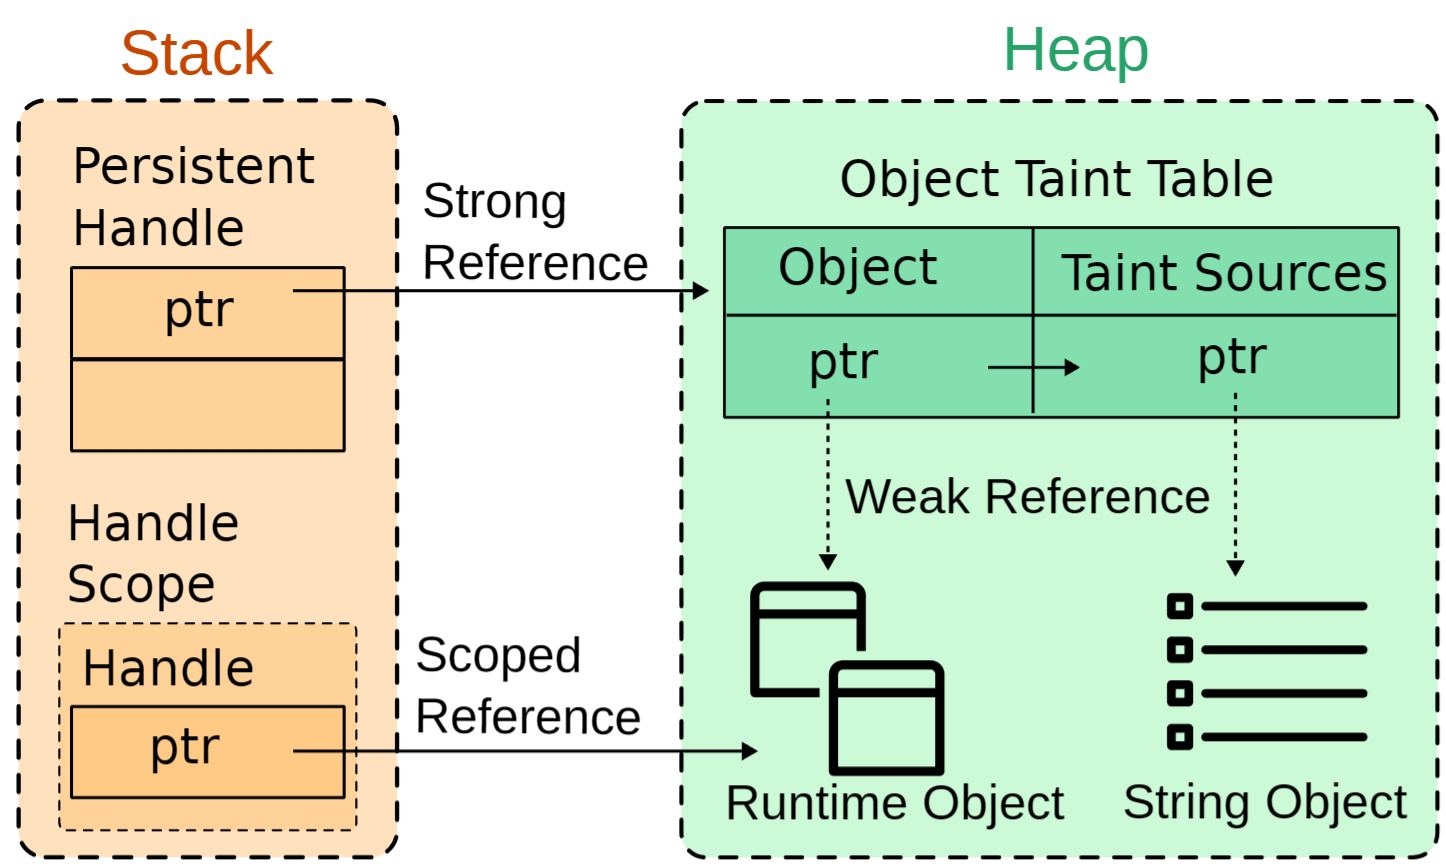 Stack
Heap
Persistent
Handle
ptr
Strong
Reference
Object Taint Table
Object
Taint Sources
ptr
ptr
Weak Reference
Handle
Scope
Handle
ptr
Scoped
Reference
Runtime Object
String Object